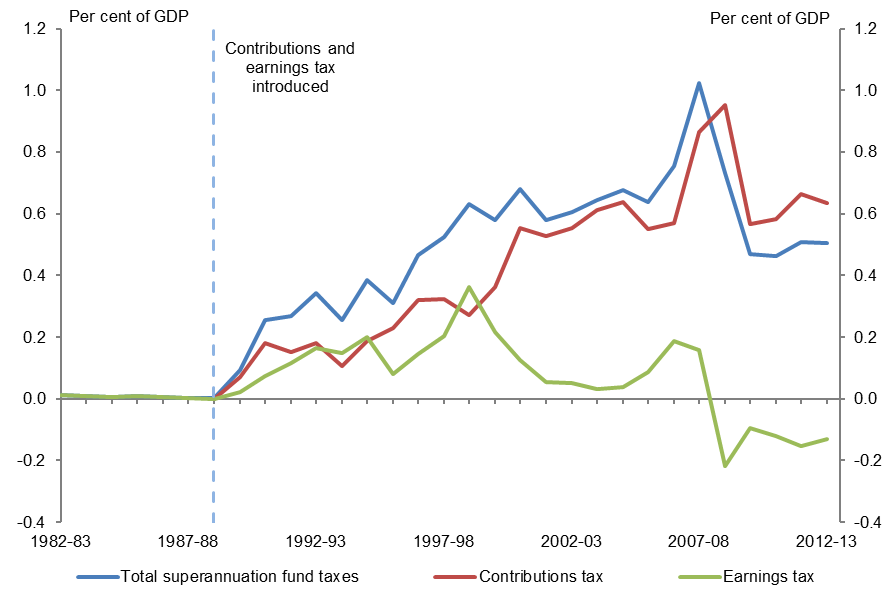 Per cent of GDP
Per cent of GDP
Contributions and
earnings tax
introduced
1.2
1.2
1.0
1.0
0.8
0.8
0.6
0.6
0.4
0.4
0.2
0.2
0.0
0.0
-0.2
-0.2
-0.4
-0.4
1982-83 1987-88 1992-93 1997-98 2002-03 2007-08 2012-13
Total superannuation fund taxes Contributions tax Earnings tax